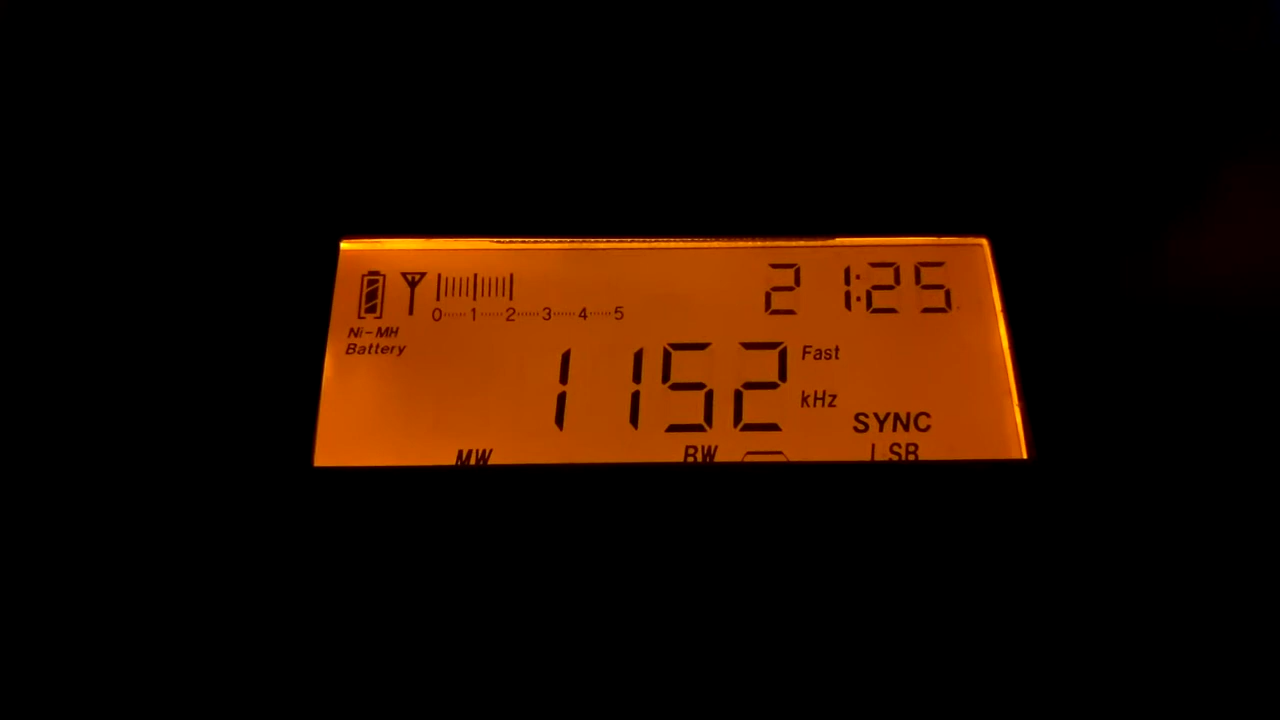 21:25
0 1 2 3 4 5
Ni-MH
Battery
1152 Fast
kHz
SYNC
MW BW LSB